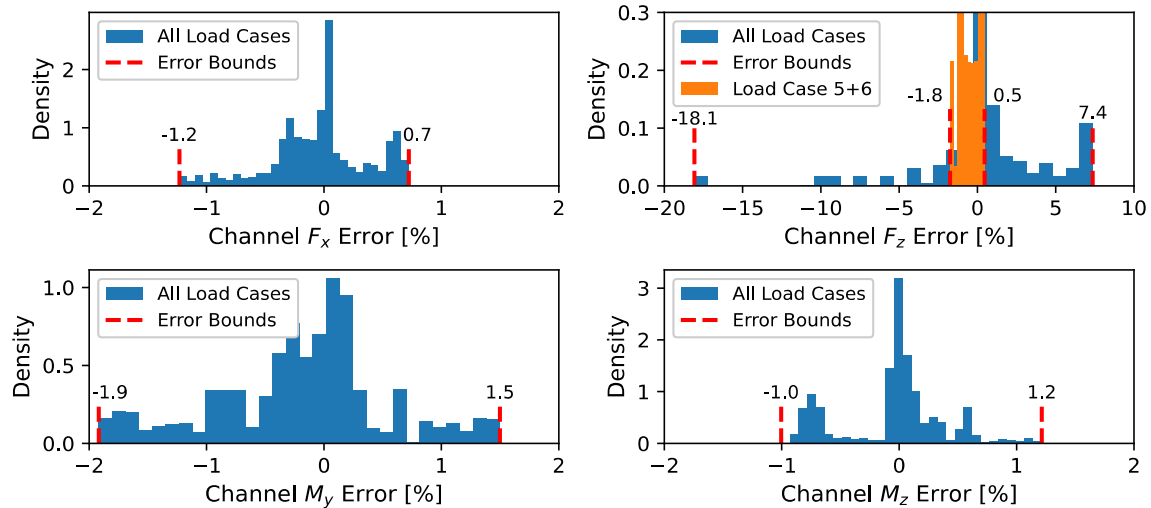 Density
2
1
0
All Load Cases
Error Bounds
-1.2
0.7
-2
-1
0
1
2
Channel F_x Error [%]
Density
0.3
0.2
0.1
0.0
All Load Cases
Error Bounds
Load Case 5+6
-18.1
-1.8
0.5
7.4
−20
−15
−10
−5
0
5
10
Channel F_z Error [%]
Density
1.0
0.5
0.0
All Load Cases
Error Bounds
-1.9
1.5
−2
−1
0
1
2
Channel M_y Error [%]
Density
3
2
1
0
All Load Cases
Error Bounds
-1.0
1.2
−2
−1
0
1
2
Channel M_z Error [%]